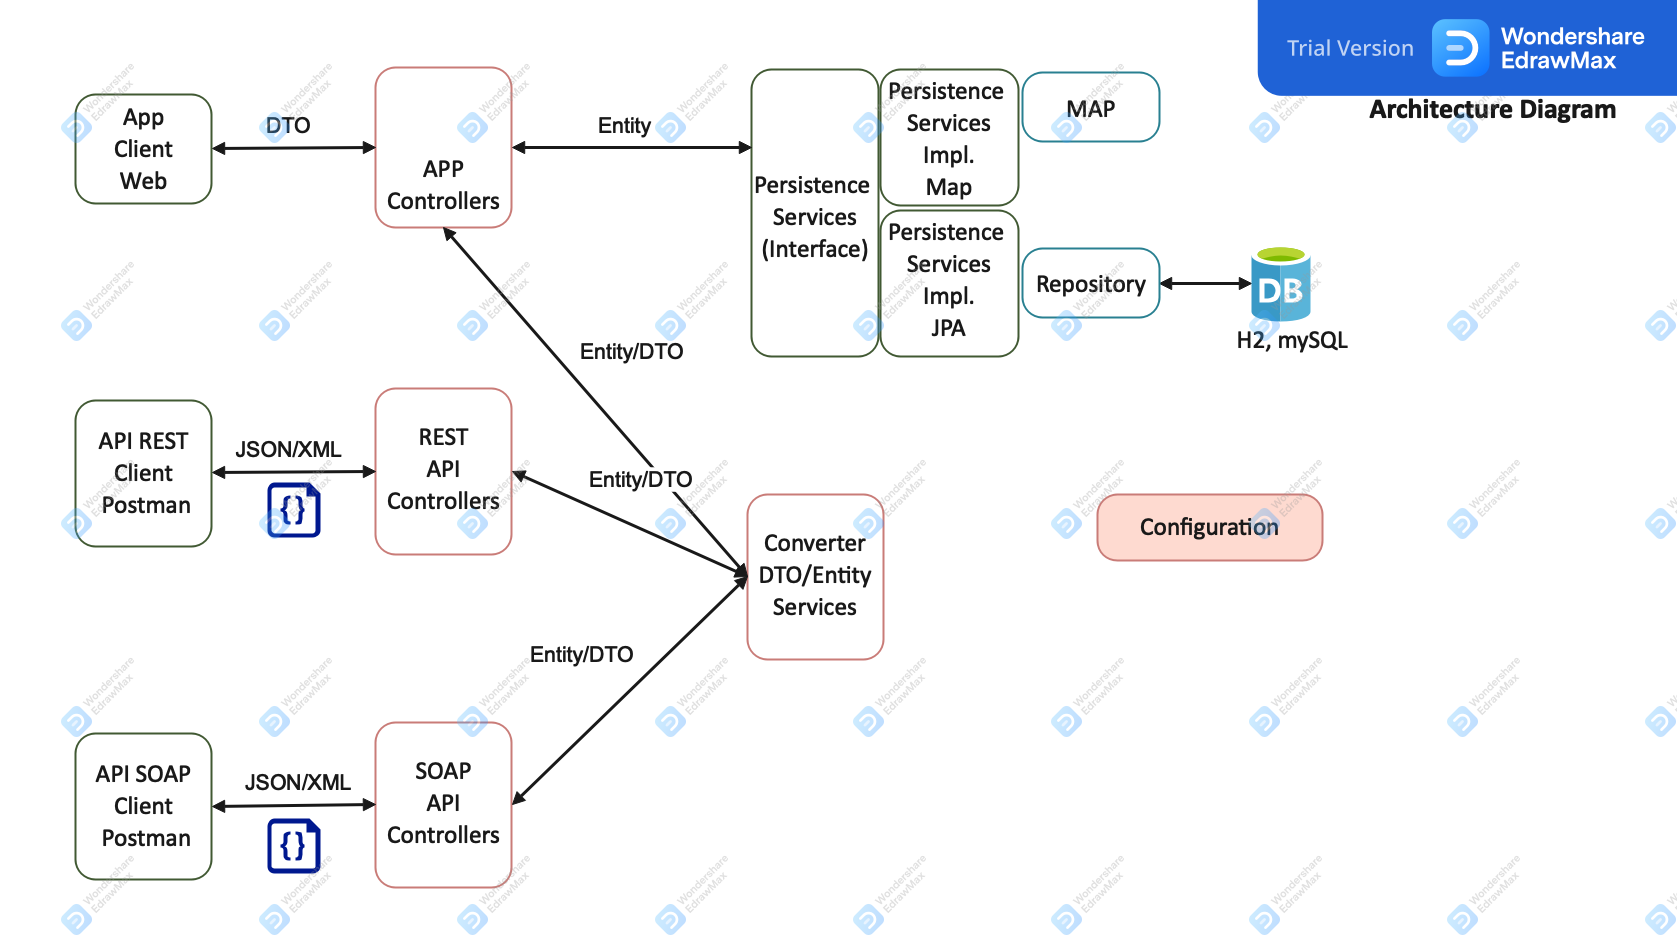 Trial Version
Wondershare
EdrawMax
Architecture Diagram
App
Client
Web
DTO
APP
Controllers
Entity
Persistence
Services
(Interface)
Persistence
Services
Impl.
Map
MAP
Persistence
Services
Impl.
JPA
Repository
DB
H2, mySQL
Entity/DTO
API REST
Client
Postman
JSON/XML
{}
REST
API
Controllers
Entity/DTO
Converter
DTO/Entity
Services
Configuration
Entity/DTO
API SOAP
Client
Postman
JSON/XML
{}
SOAP
API
Controllers